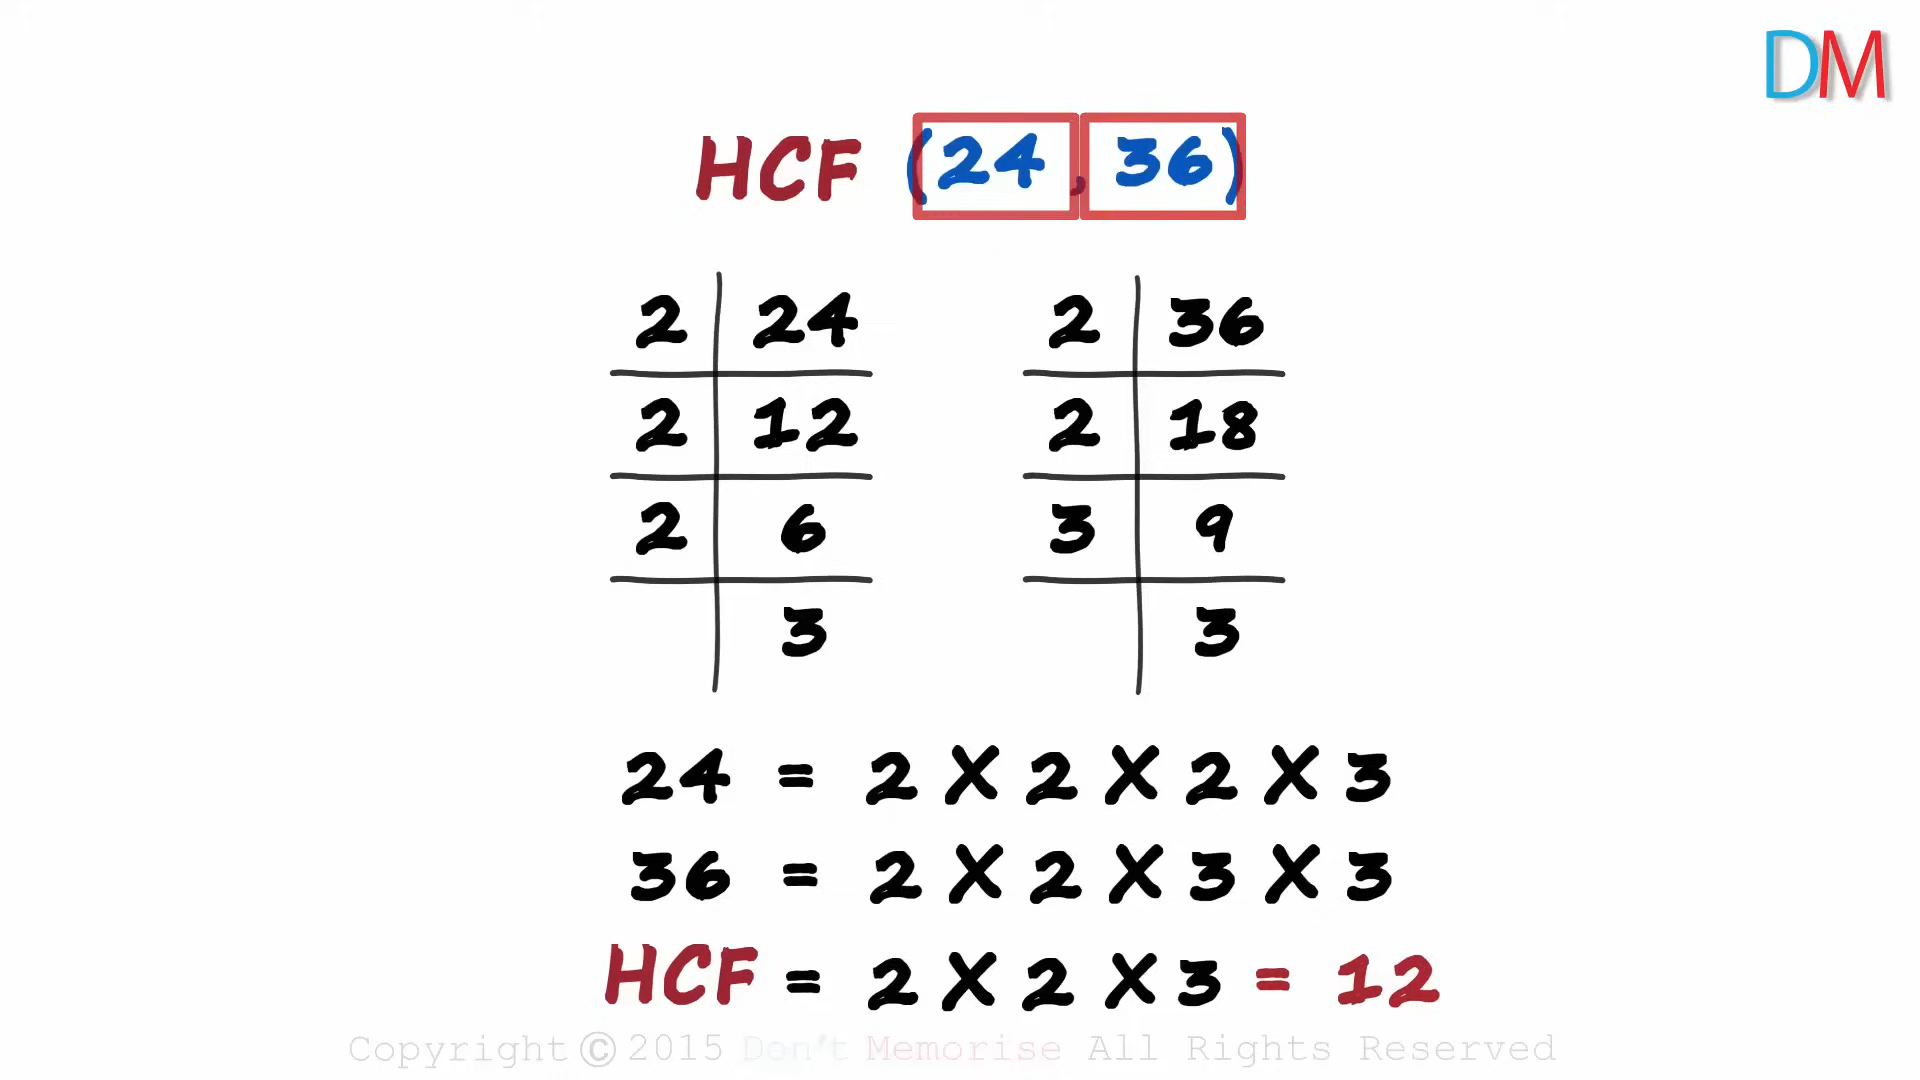 DM
HCF (24, 36)
2 24 2 36
2 12 2 18
2 6 3 9
3 3
24 = 2 X 2 X 2 X 3
36 = 2 X 2 X 3 X 3
HCF = 2 X 2 X 3 = 12
Copyright © 2015 Don't Memorise All Rights Reserved